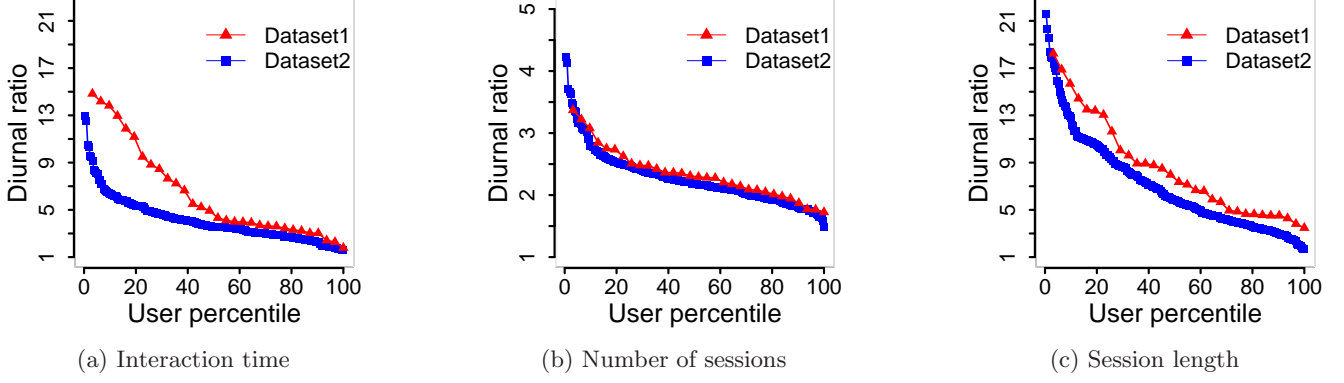 Diurnal ratio
21
17
13
9
5
1
Dataset1
Dataset2
0 20 40 60 80 100
User percentile
(a) Interaction time
Diurnal ratio
5
4
3
2
1
Dataset1
Dataset2
0 20 40 60 80 100
User percentile
(b) Number of sessions
Diurnal ratio
21
17
13
9
5
1
Dataset1
Dataset2
0 20 40 60 80 100
User percentile
(c) Session length